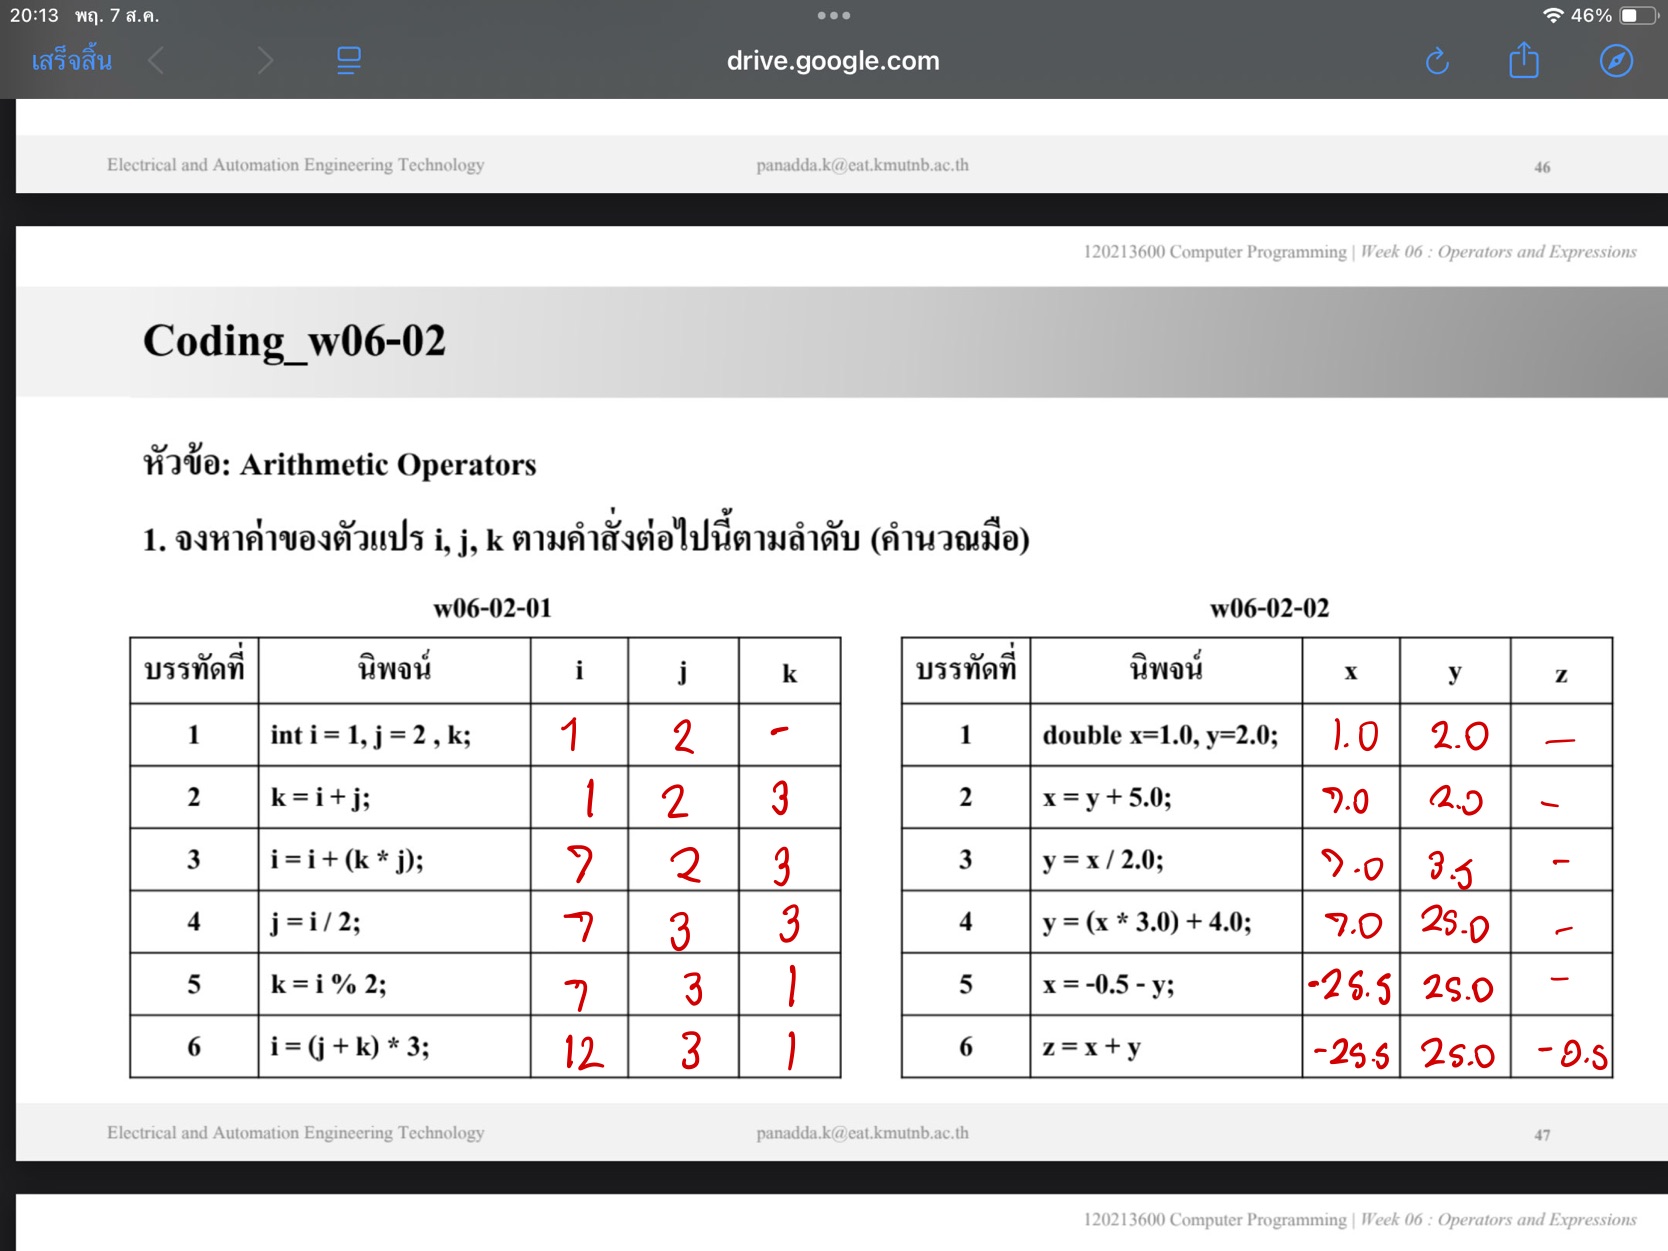 20:13 พฤ. 7 ส.ค.
46%
เสร็จสิ้น
drive.google.com
Electrical and Automation Engineering Technology panadda.k@eat.kmutnb.ac.th 46
120213600 Computer Programming | Week 06 : Operators and Expressions
Coding_w06-02
หัวข้อ: Arithmetic Operators
1. จงหาค่าของตัวแปร i, j, k ตามคำสั่งต่อไปนี้ตามลำดับ (คำนวณมือ)
w06-02-01
บรรทัดที่ นิพจน์ i j k
1 int i = 1, j = 2 , k; 1 2 -
2 k = i + j; 1 2 3
3 i = i + (k * j); 7 2 3
4 j = i / 2; 7 3 3
5 k = i % 2; 7 3 1
6 i = (j + k) * 3; 12 3 1
w06-02-02
บรรทัดที่ นิพจน์ x y z
1 double x=1.0, y=2.0; 1.0 2.0 -
2 x = y + 5.0; 7.0 2.0 -
3 y = x / 2.0; 7.0 3.5 -
4 y = (x * 3.0) + 4.0; 7.0 25.0 -
5 x = -0.5 - y; -25.5 25.0 -
6 z = x + y -25.5 25.0 -0.5
Electrical and Automation Engineering Technology panadda.k@eat.kmutnb.ac.th 47
120213600 Computer Programming | Week 06 : Operators and Expressions